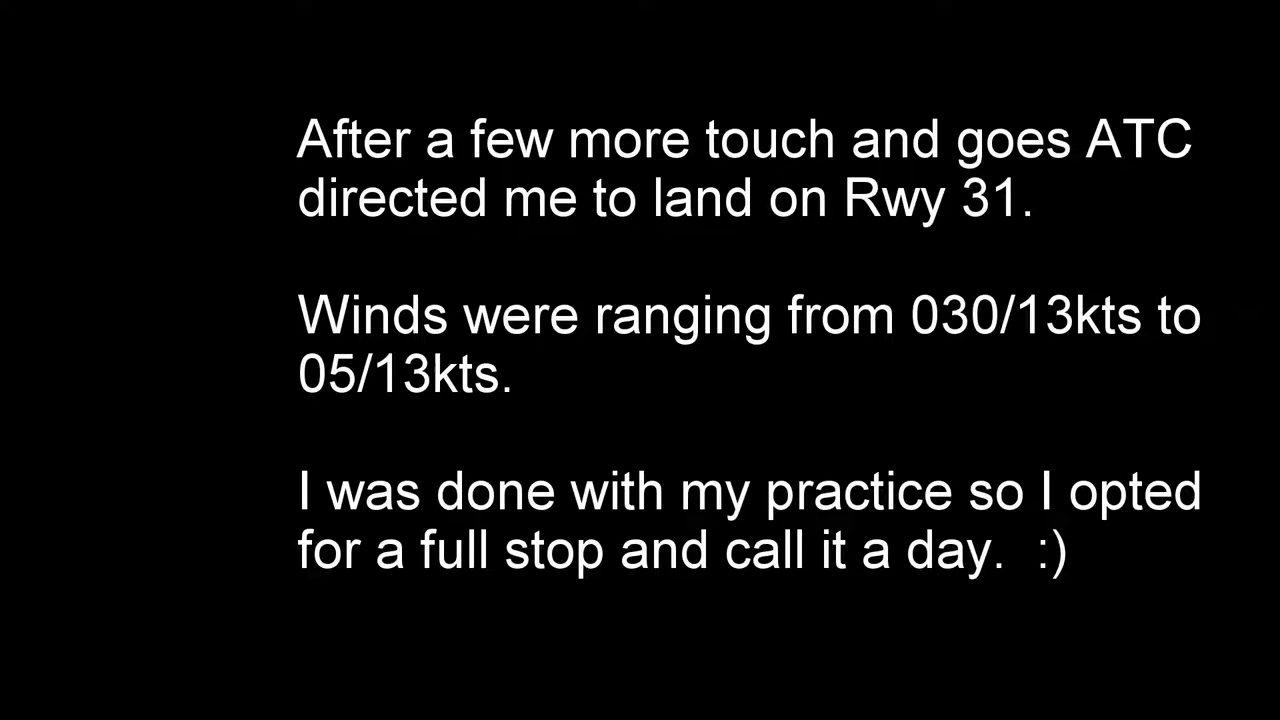 After a few more touch and goes ATC
directed me to land on Rwy 31.
Winds were ranging from 030/13kts to
05/13kts.
I was done with my practice so I opted
for a full stop and call it a day.  :)